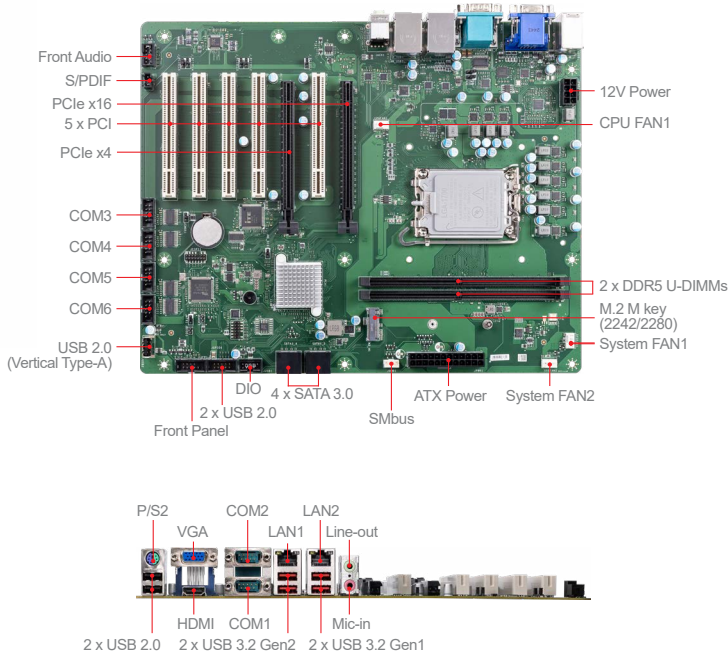 Front Audio
S/PDIF
PCIe x16
5 x PCI
PCIe x4
12V Power
CPU FAN1
COM3
COM4
COM5
COM6
USB 2.0
(Vertical Type-A)
2 x DDR5 U-DIMMs
M.2 M key
(2242/2280)
System FAN1
DIO
4 x SATA 3.0
ATX Power
System FAN2
2 x USB 2.0
SMbus
Front Panel
P/S2
COM2
LAN2
VGA
LAN1
Line-out
HDMI
COM1
Mic-in
2 x USB 2.0
2 x USB 3.2 Gen2
2 x USB 3.2 Gen1